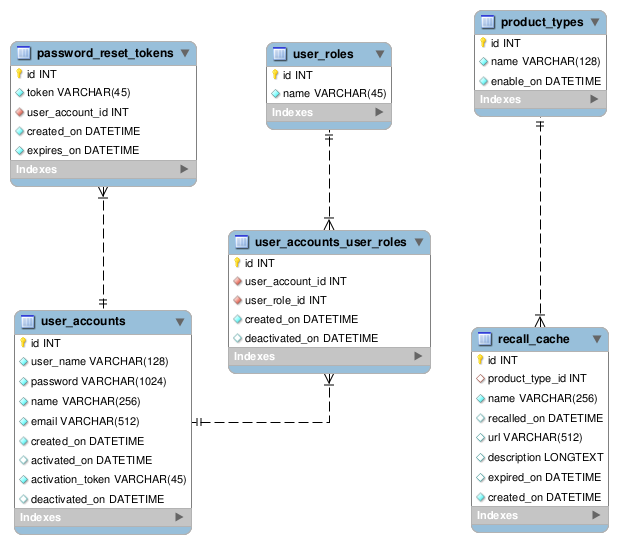 password_reset_tokens
id INT
token VARCHAR(45)
user_account_id INT
created_on DATETIME
expires_on DATETIME
Indexes
user_roles
id INT
name VARCHAR(45)
Indexes
product_types
id INT
name VARCHAR(128)
enable_on DATETIME
Indexes
user_accounts_user_roles
id INT
user_account_id INT
user_role_id INT
created_on DATETIME
deactivated_on DATETIME
Indexes
user_accounts
id INT
user_name VARCHAR(128)
password VARCHAR(1024)
name VARCHAR(256)
email VARCHAR(512)
created_on DATETIME
activated_on DATETIME
activation_token VARCHAR(45)
deactivated_on DATETIME
Indexes
recall_cache
id INT
product_type_id INT
name VARCHAR(256)
recalled_on DATETIME
url VARCHAR(512)
description LONGTEXT
expired_on DATETIME
created_on DATETIME
Indexes